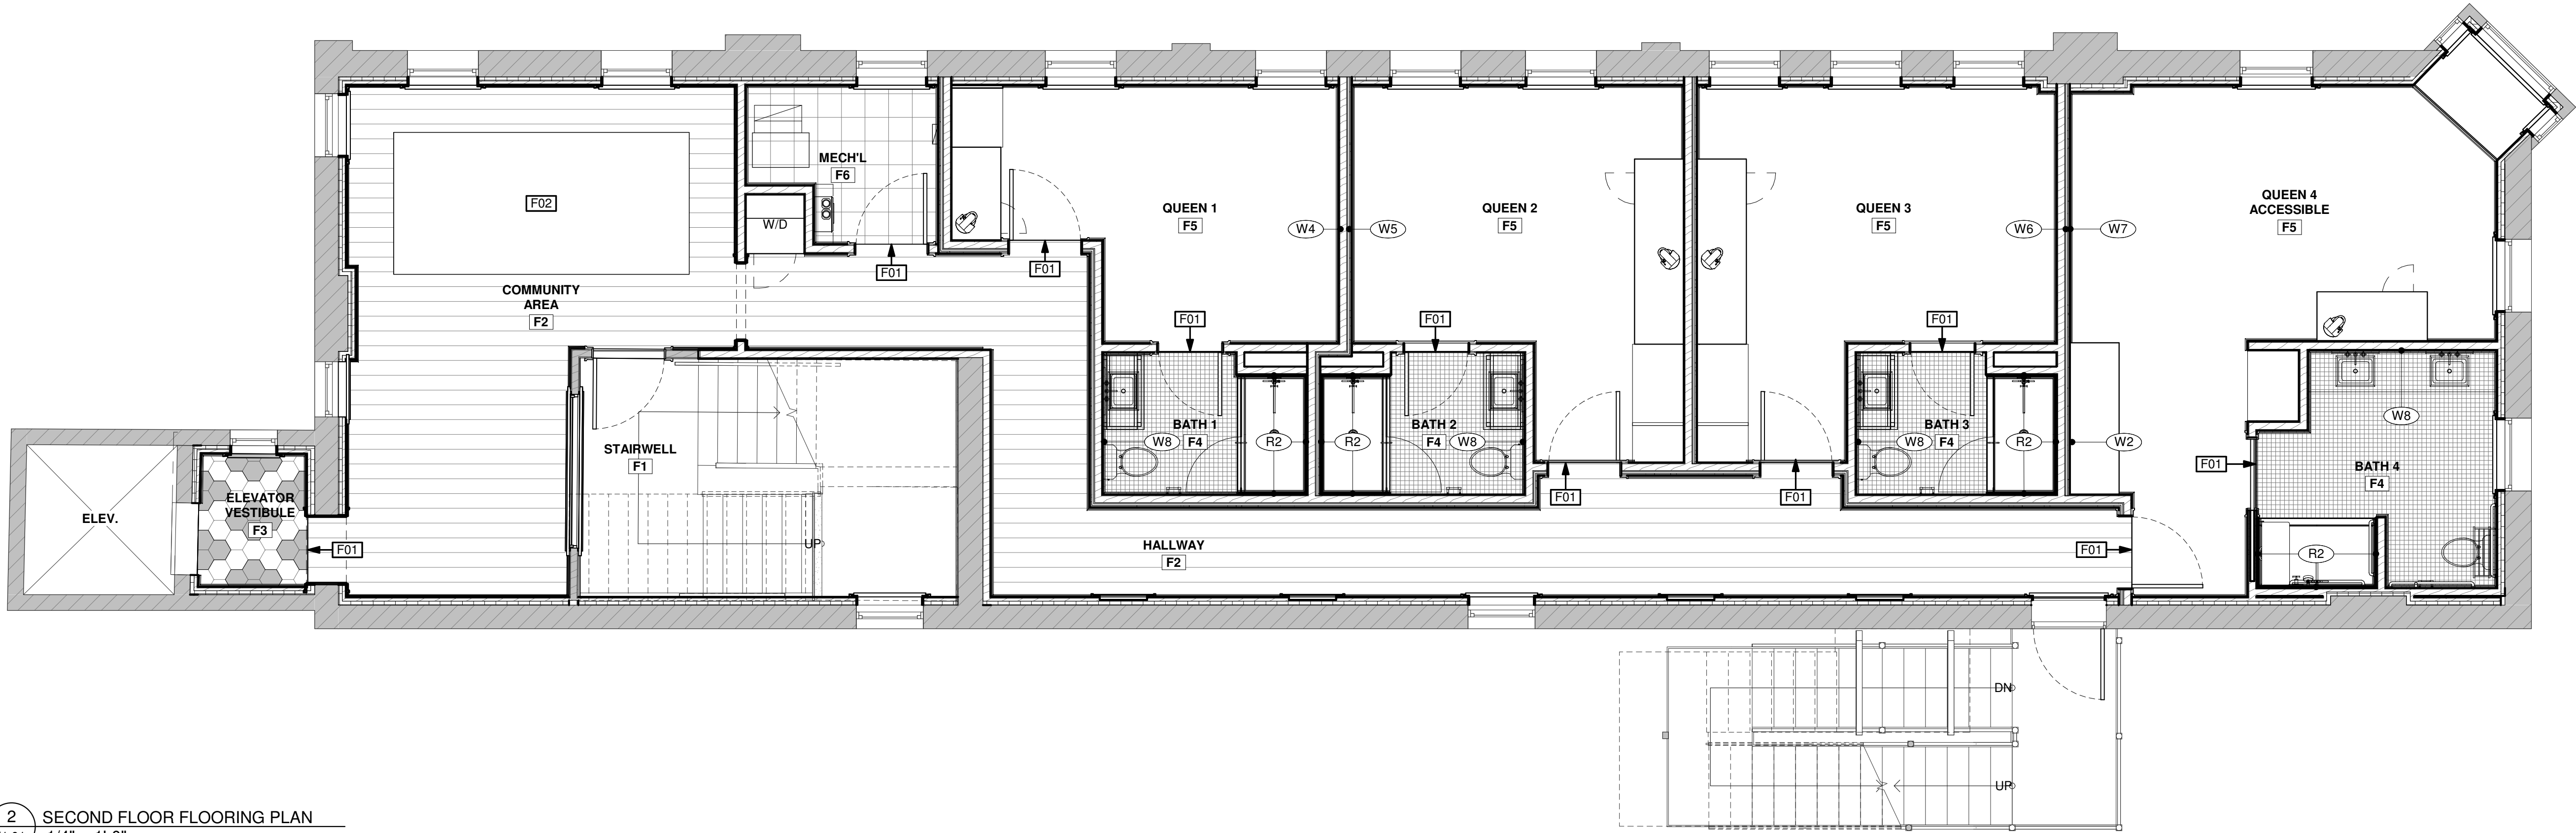 MECH'L
F6
W/D
F02
COMMUNITY
AREA
F2
F01
F01
QUEEN 1
F5
W4
W5
QUEEN 2
F5
QUEEN 3
F5
W6
W7
QUEEN 4
ACCESSIBLE
F5
F01
F01
F01
BATH 1
W8
F4
R2
R2
BATH 2
F4
W8
BATH 3
W8
F4
R2
W2
W8
F01
BATH 4
F4
R2
STAIRWELL
F1
UP
ELEV.
ELEVATOR
VESTIBULE
F3
F01
F01
F01
HALLWAY
F2
F01
DN
UP
2
SECOND FLOOR FLOORING PLAN